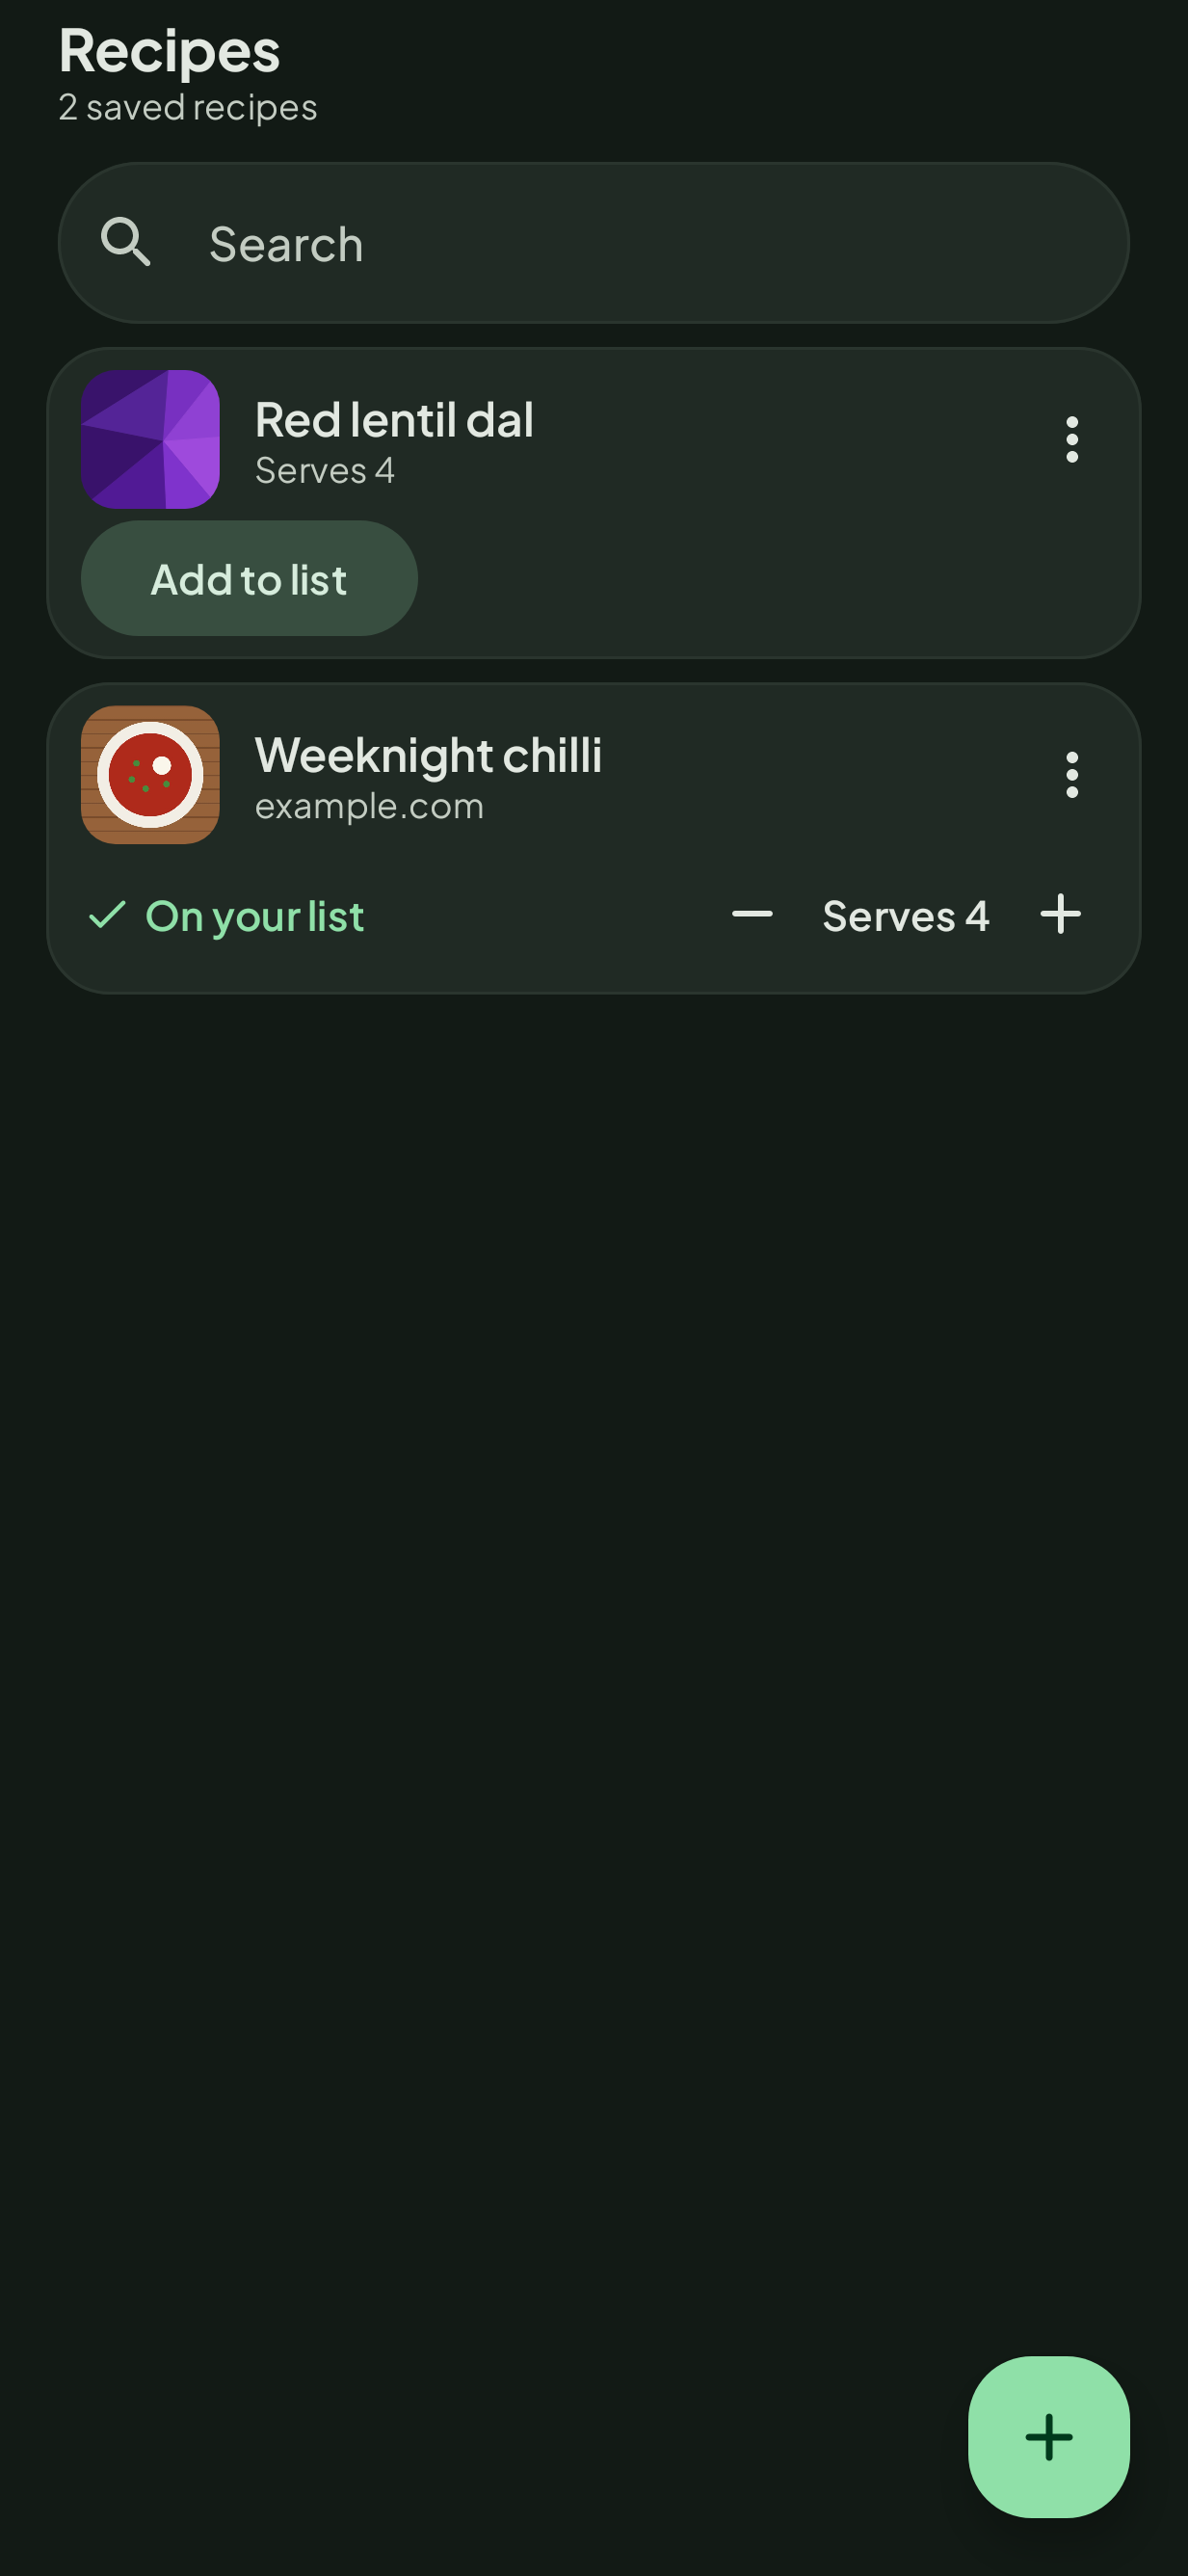 Recipes
2 saved recipes
Search
Red lentil dal
Serves 4
Add to list
Weeknight chilli
example.com
On your list
Serves 4